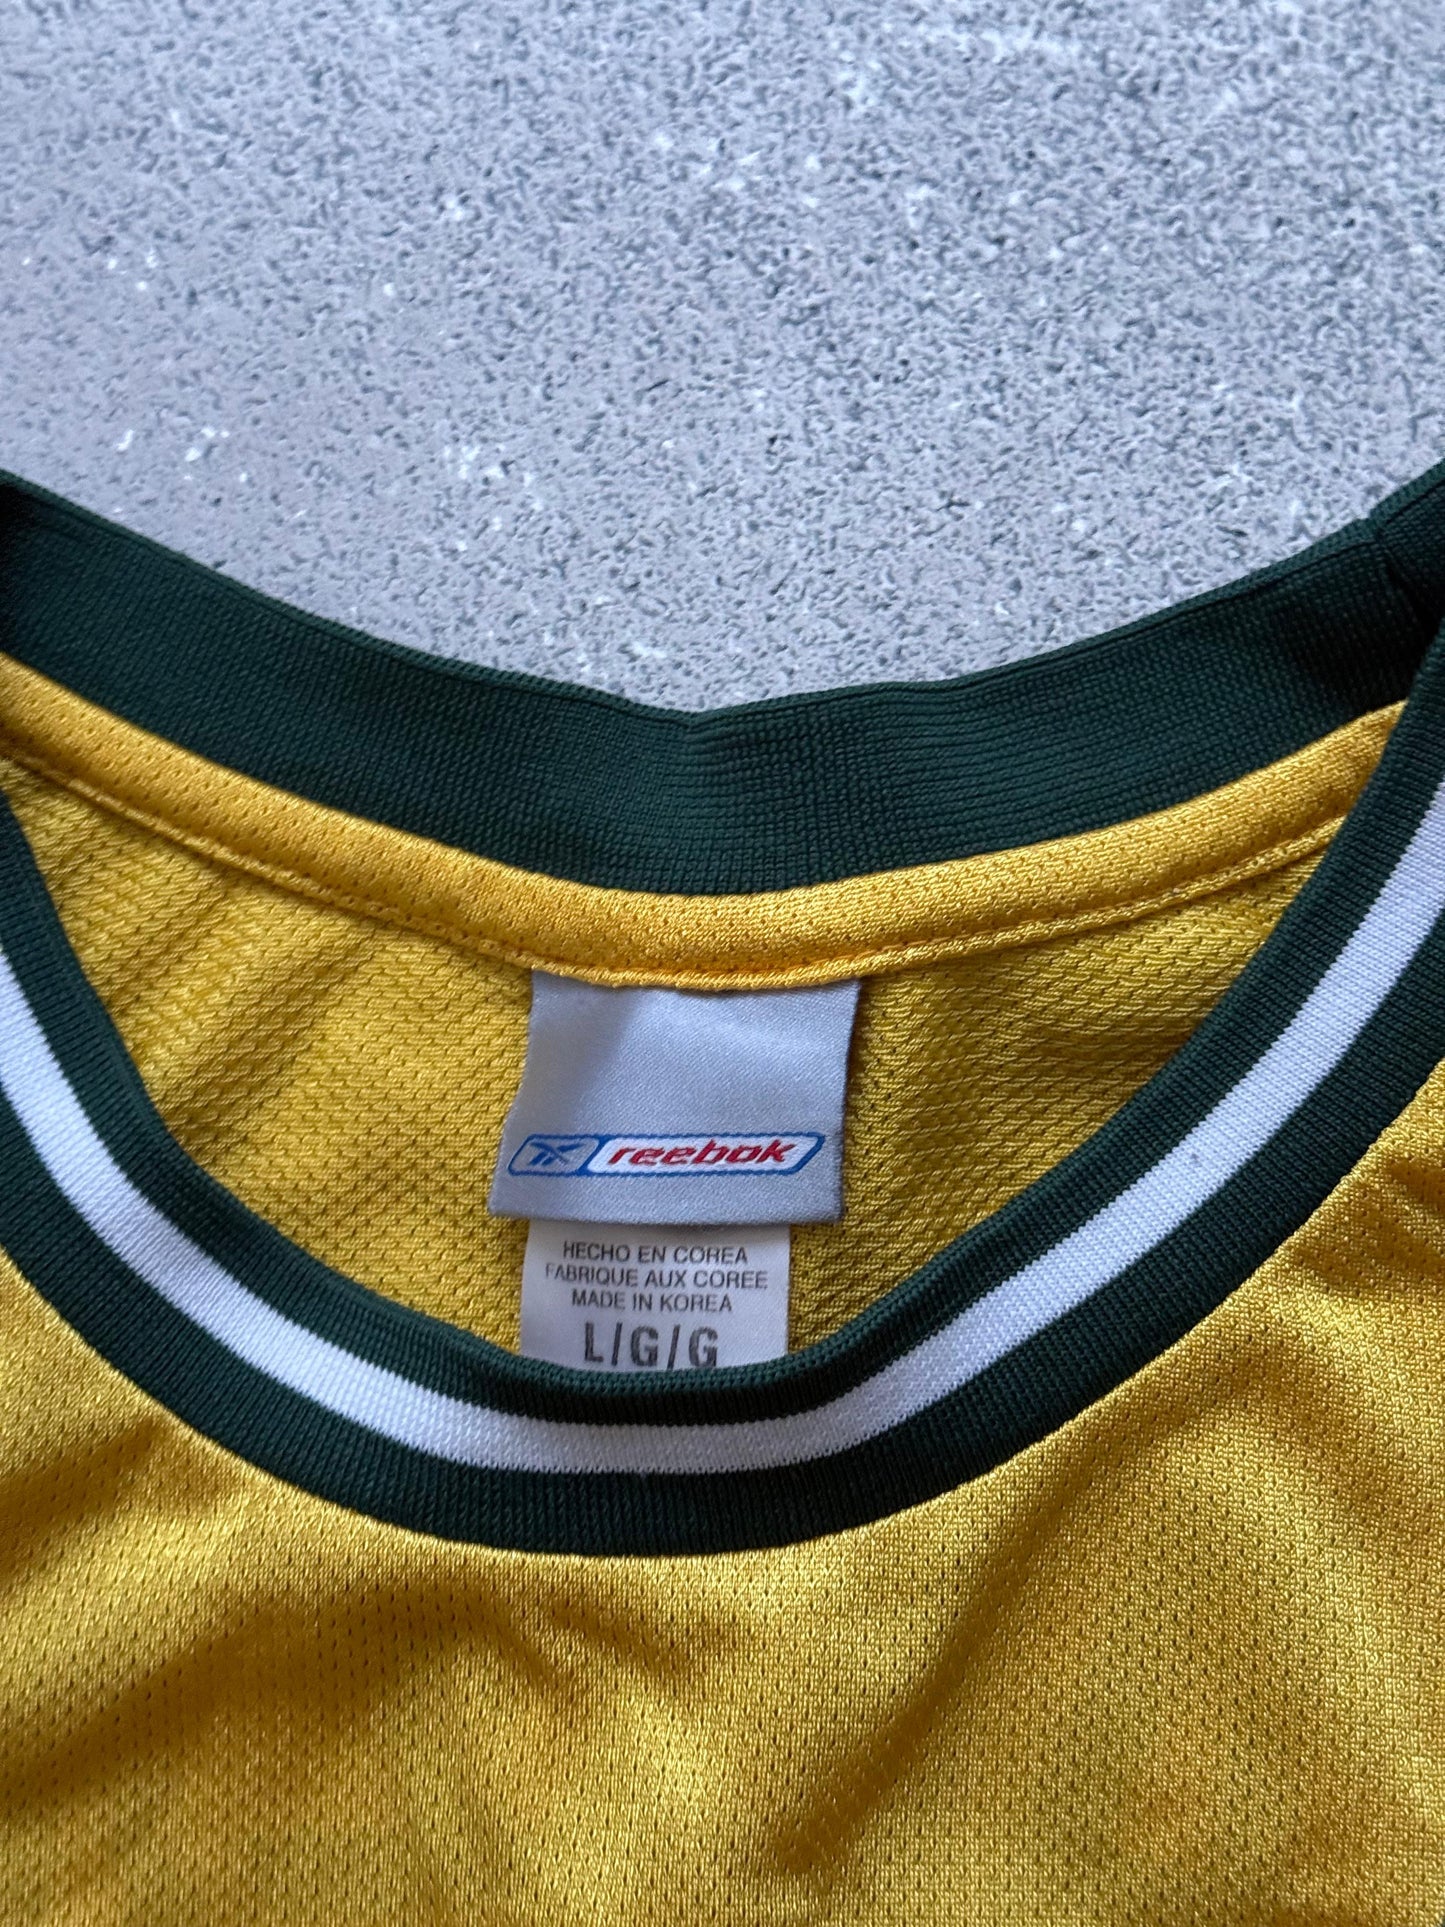 reebok
HECHO EN COREA
FABRIQUE AUX COREE
MADE IN KOREA
L/G/G